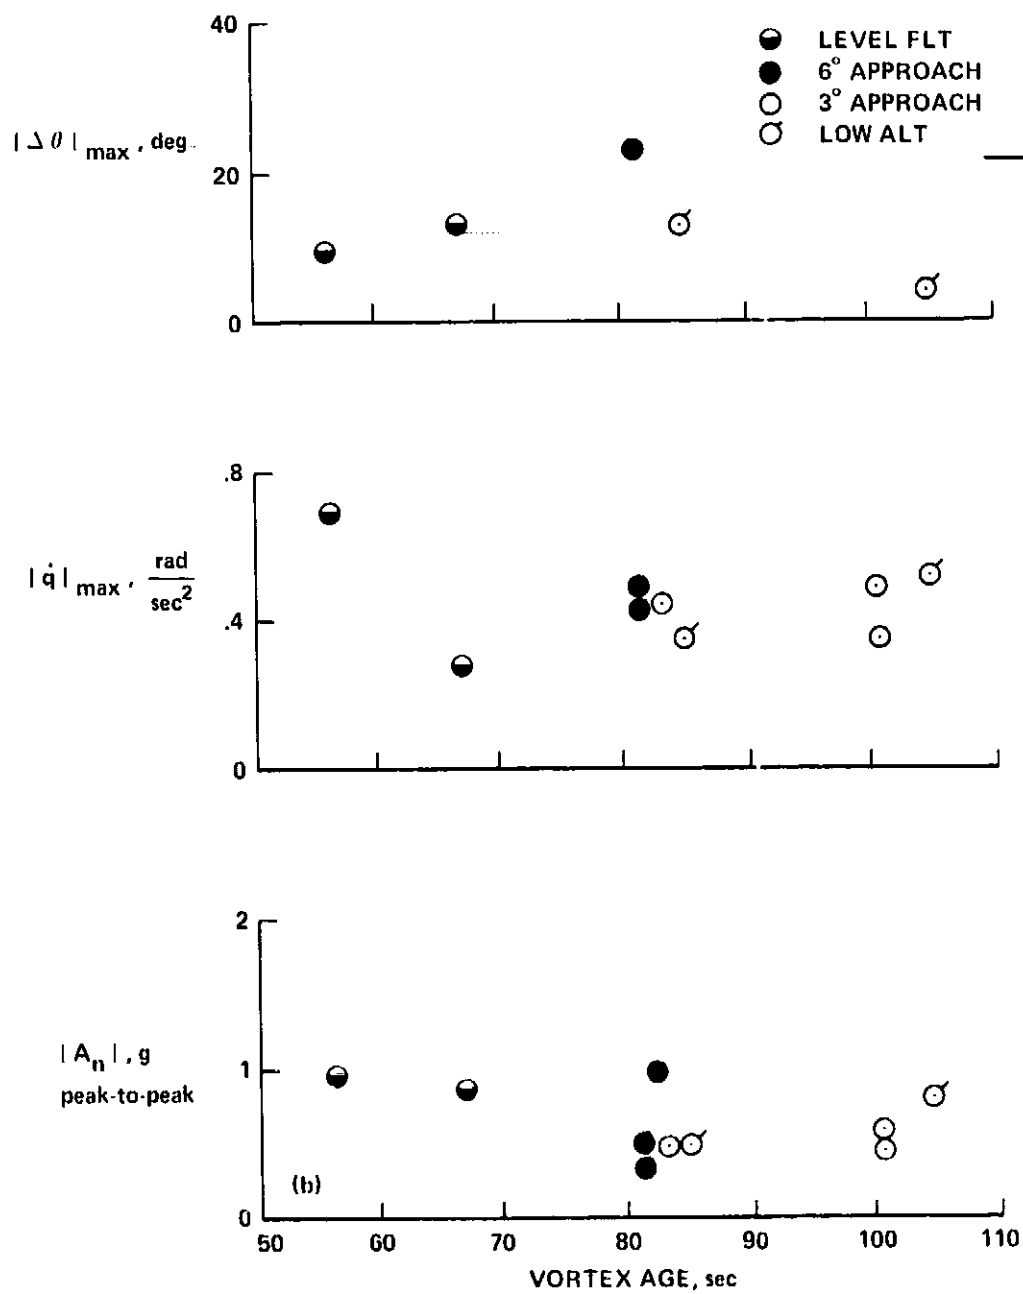 40
LEVEL FLT
6° APPROACH
3° APPROACH
LOW ALT
|Δθ|max, deg
20
0
.8
|q̇|max, rad/sec²
.4
0
2
|An|, g
1
peak-to-peak
(b)
0
50 60 70 80 90 100 110
VORTEX AGE, sec